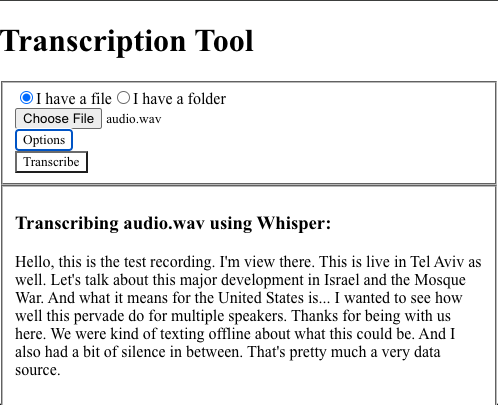 Transcription Tool
I have a file I have a folder
Choose File audio.wav
Options
Transcribe
Transcribing audio.wav using Whisper:
Hello, this is the test recording. I'm view there. This is live in Tel Aviv as
well. Let's talk about this major development in Israel and the Mosque
War. And what it means for the United States is... I wanted to see how
well this pervade do for multiple speakers. Thanks for being with us
here. We were kind of texting offline about what this could be. And I
also had a bit of silence in between. That's pretty much a very data
source.